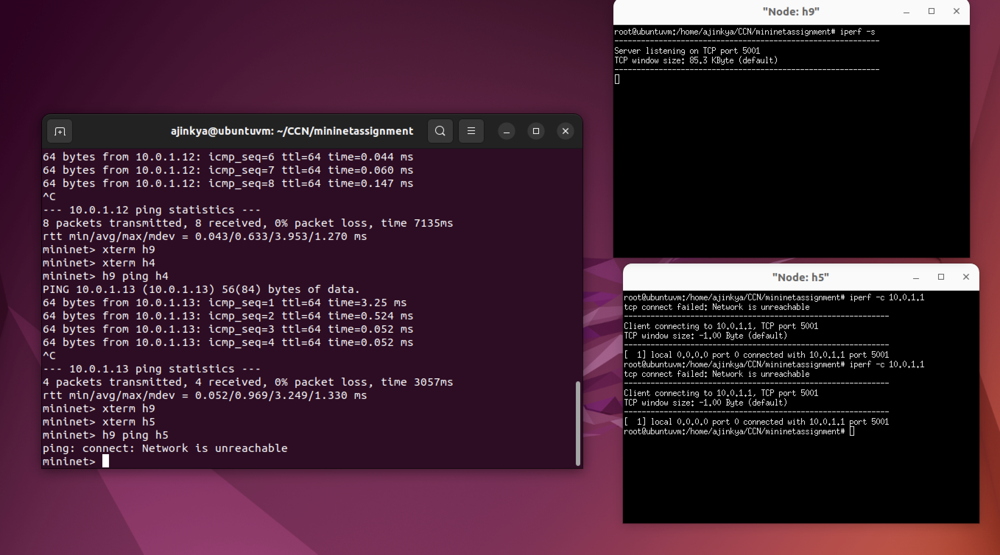 ajinkya@ubuntuvm: ~/CCN/mininetassignment
64 bytes from 10.0.1.12: icmp_seq=6 ttl=64 time=0.044 ms
64 bytes from 10.0.1.12: icmp_seq=7 ttl=64 time=0.060 ms
64 bytes from 10.0.1.12: icmp_seq=8 ttl=64 time=0.147 ms
^C
--- 10.0.1.12 ping statistics ---
8 packets transmitted, 8 received, 0% packet loss, time 7135ms
rtt min/avg/max/mdev = 0.043/0.633/3.953/1.270 ms
mininet> xterm h9
mininet> xterm h4
mininet> h9 ping h4
PING 10.0.1.13 (10.0.1.13) 56(84) bytes of data.
64 bytes from 10.0.1.13: icmp_seq=1 ttl=64 time=3.25 ms
64 bytes from 10.0.1.13: icmp_seq=2 ttl=64 time=0.524 ms
64 bytes from 10.0.1.13: icmp_seq=3 ttl=64 time=0.052 ms
64 bytes from 10.0.1.13: icmp_seq=4 ttl=64 time=0.052 ms
^C
--- 10.0.1.13 ping statistics ---
4 packets transmitted, 4 received, 0% packet loss, time 3057ms
rtt min/avg/max/mdev = 0.052/0.969/3.249/1.330 ms
mininet> xterm h9
mininet> xterm h5
mininet> h9 ping h5
ping: connect: Network is unreachable
mininet>
"Node: h9"
root@ubuntuvm:/home/ajinkya/CCN/mininetassignment# iperf -s
------------------------------------------------------------
Server listening on TCP port 5001
TCP window size: 85.3 KByte (default)
------------------------------------------------------------
"Node: h5"
root@ubuntuvm:/home/ajinkya/CCN/mininetassignment# iperf -c 10.0.1.1
tcp connect failed: Network is unreachable
------------------------------------------------------------
Client connecting to 10.0.1.1, TCP port 5001
TCP window size: -1.00 Byte (default)
------------------------------------------------------------
[  1] local 0.0.0.0 port 0 connected with 10.0.1.1 port 5001
root@ubuntuvm:/home/ajinkya/CCN/mininetassignment# iperf -c 10.0.1.1
tcp connect failed: Network is unreachable
------------------------------------------------------------
Client connecting to 10.0.1.1, TCP port 5001
TCP window size: -1.00 Byte (default)
------------------------------------------------------------
[  1] local 0.0.0.0 port 0 connected with 10.0.1.1 port 5001
root@ubuntuvm:/home/ajinkya/CCN/mininetassignment#